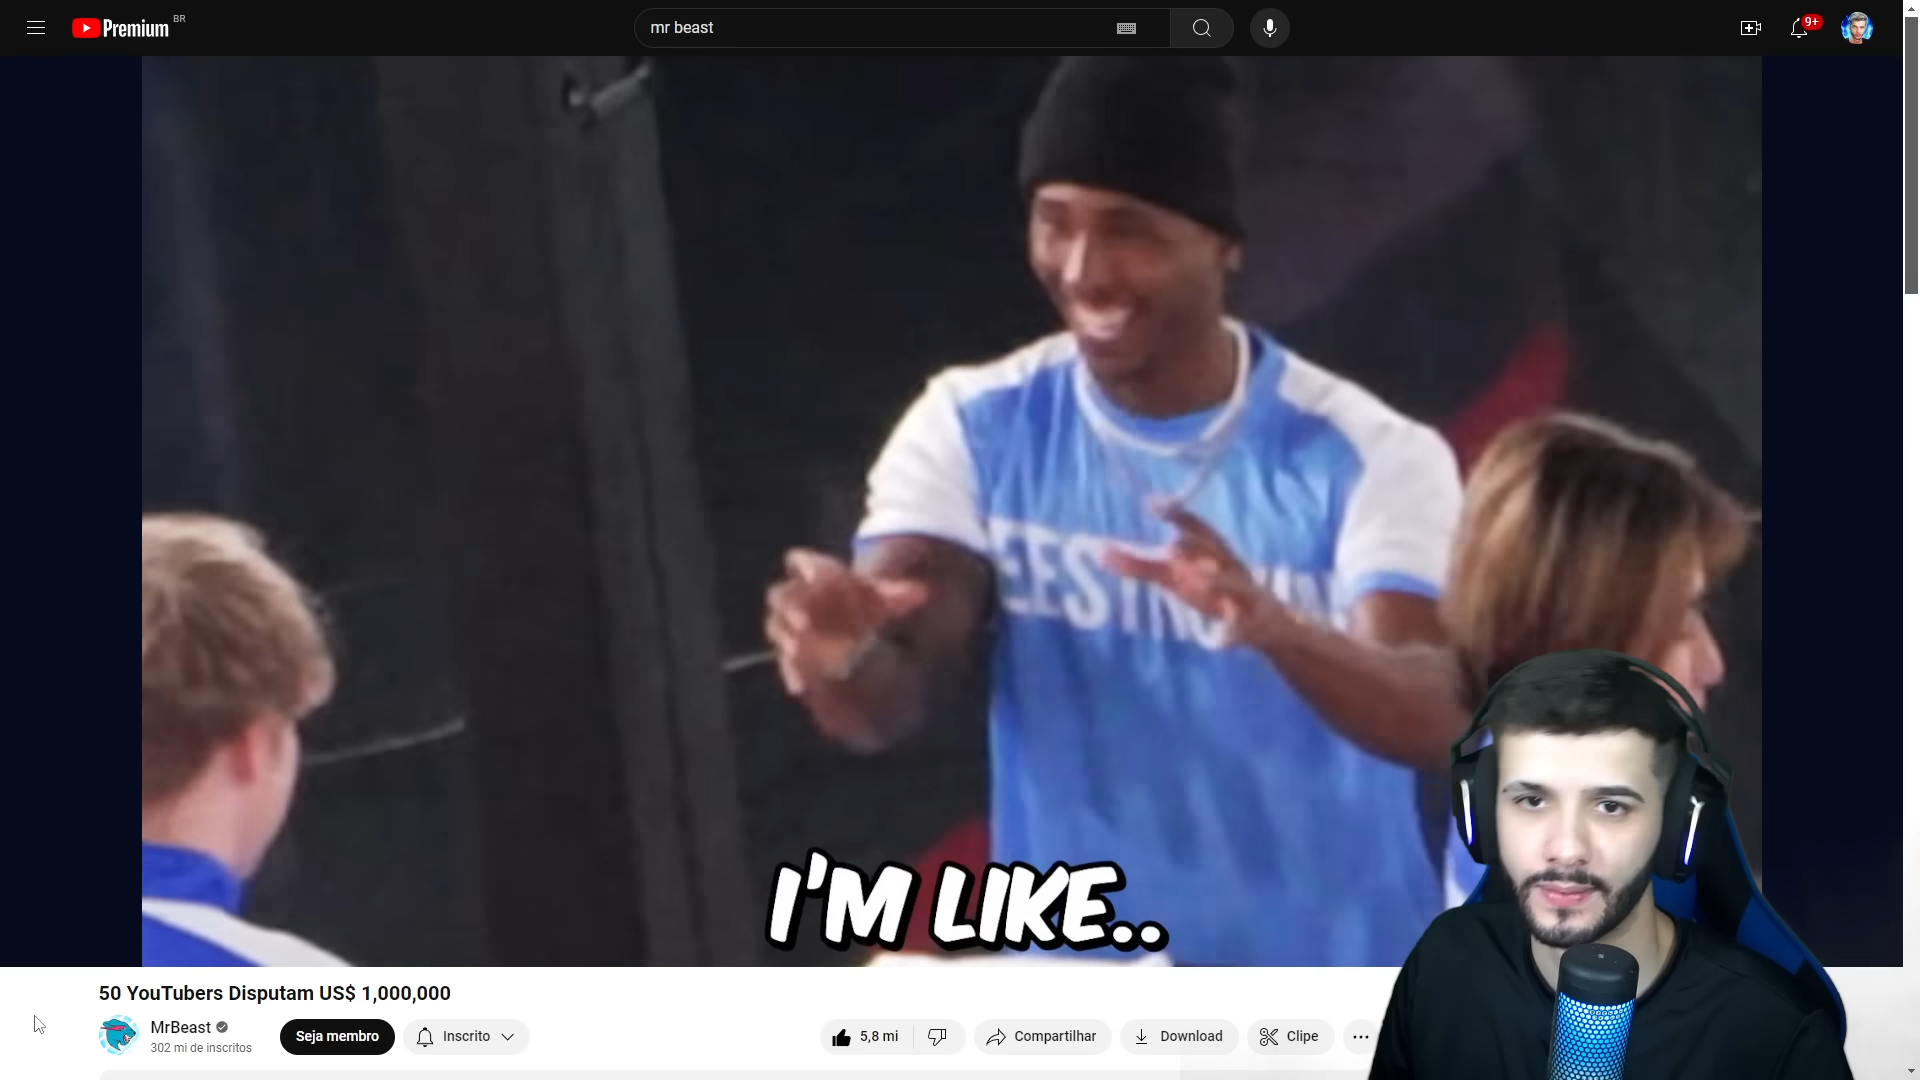 Premium BR
mr beast
9+
EESTNO
I'M LIKE..
50 YouTubers Disputam US$ 1,000,000
MrBeast
302 mi de inscritos
Seja membro
Inscrito
5,8 mi
Compartilhar
Download
Clipe